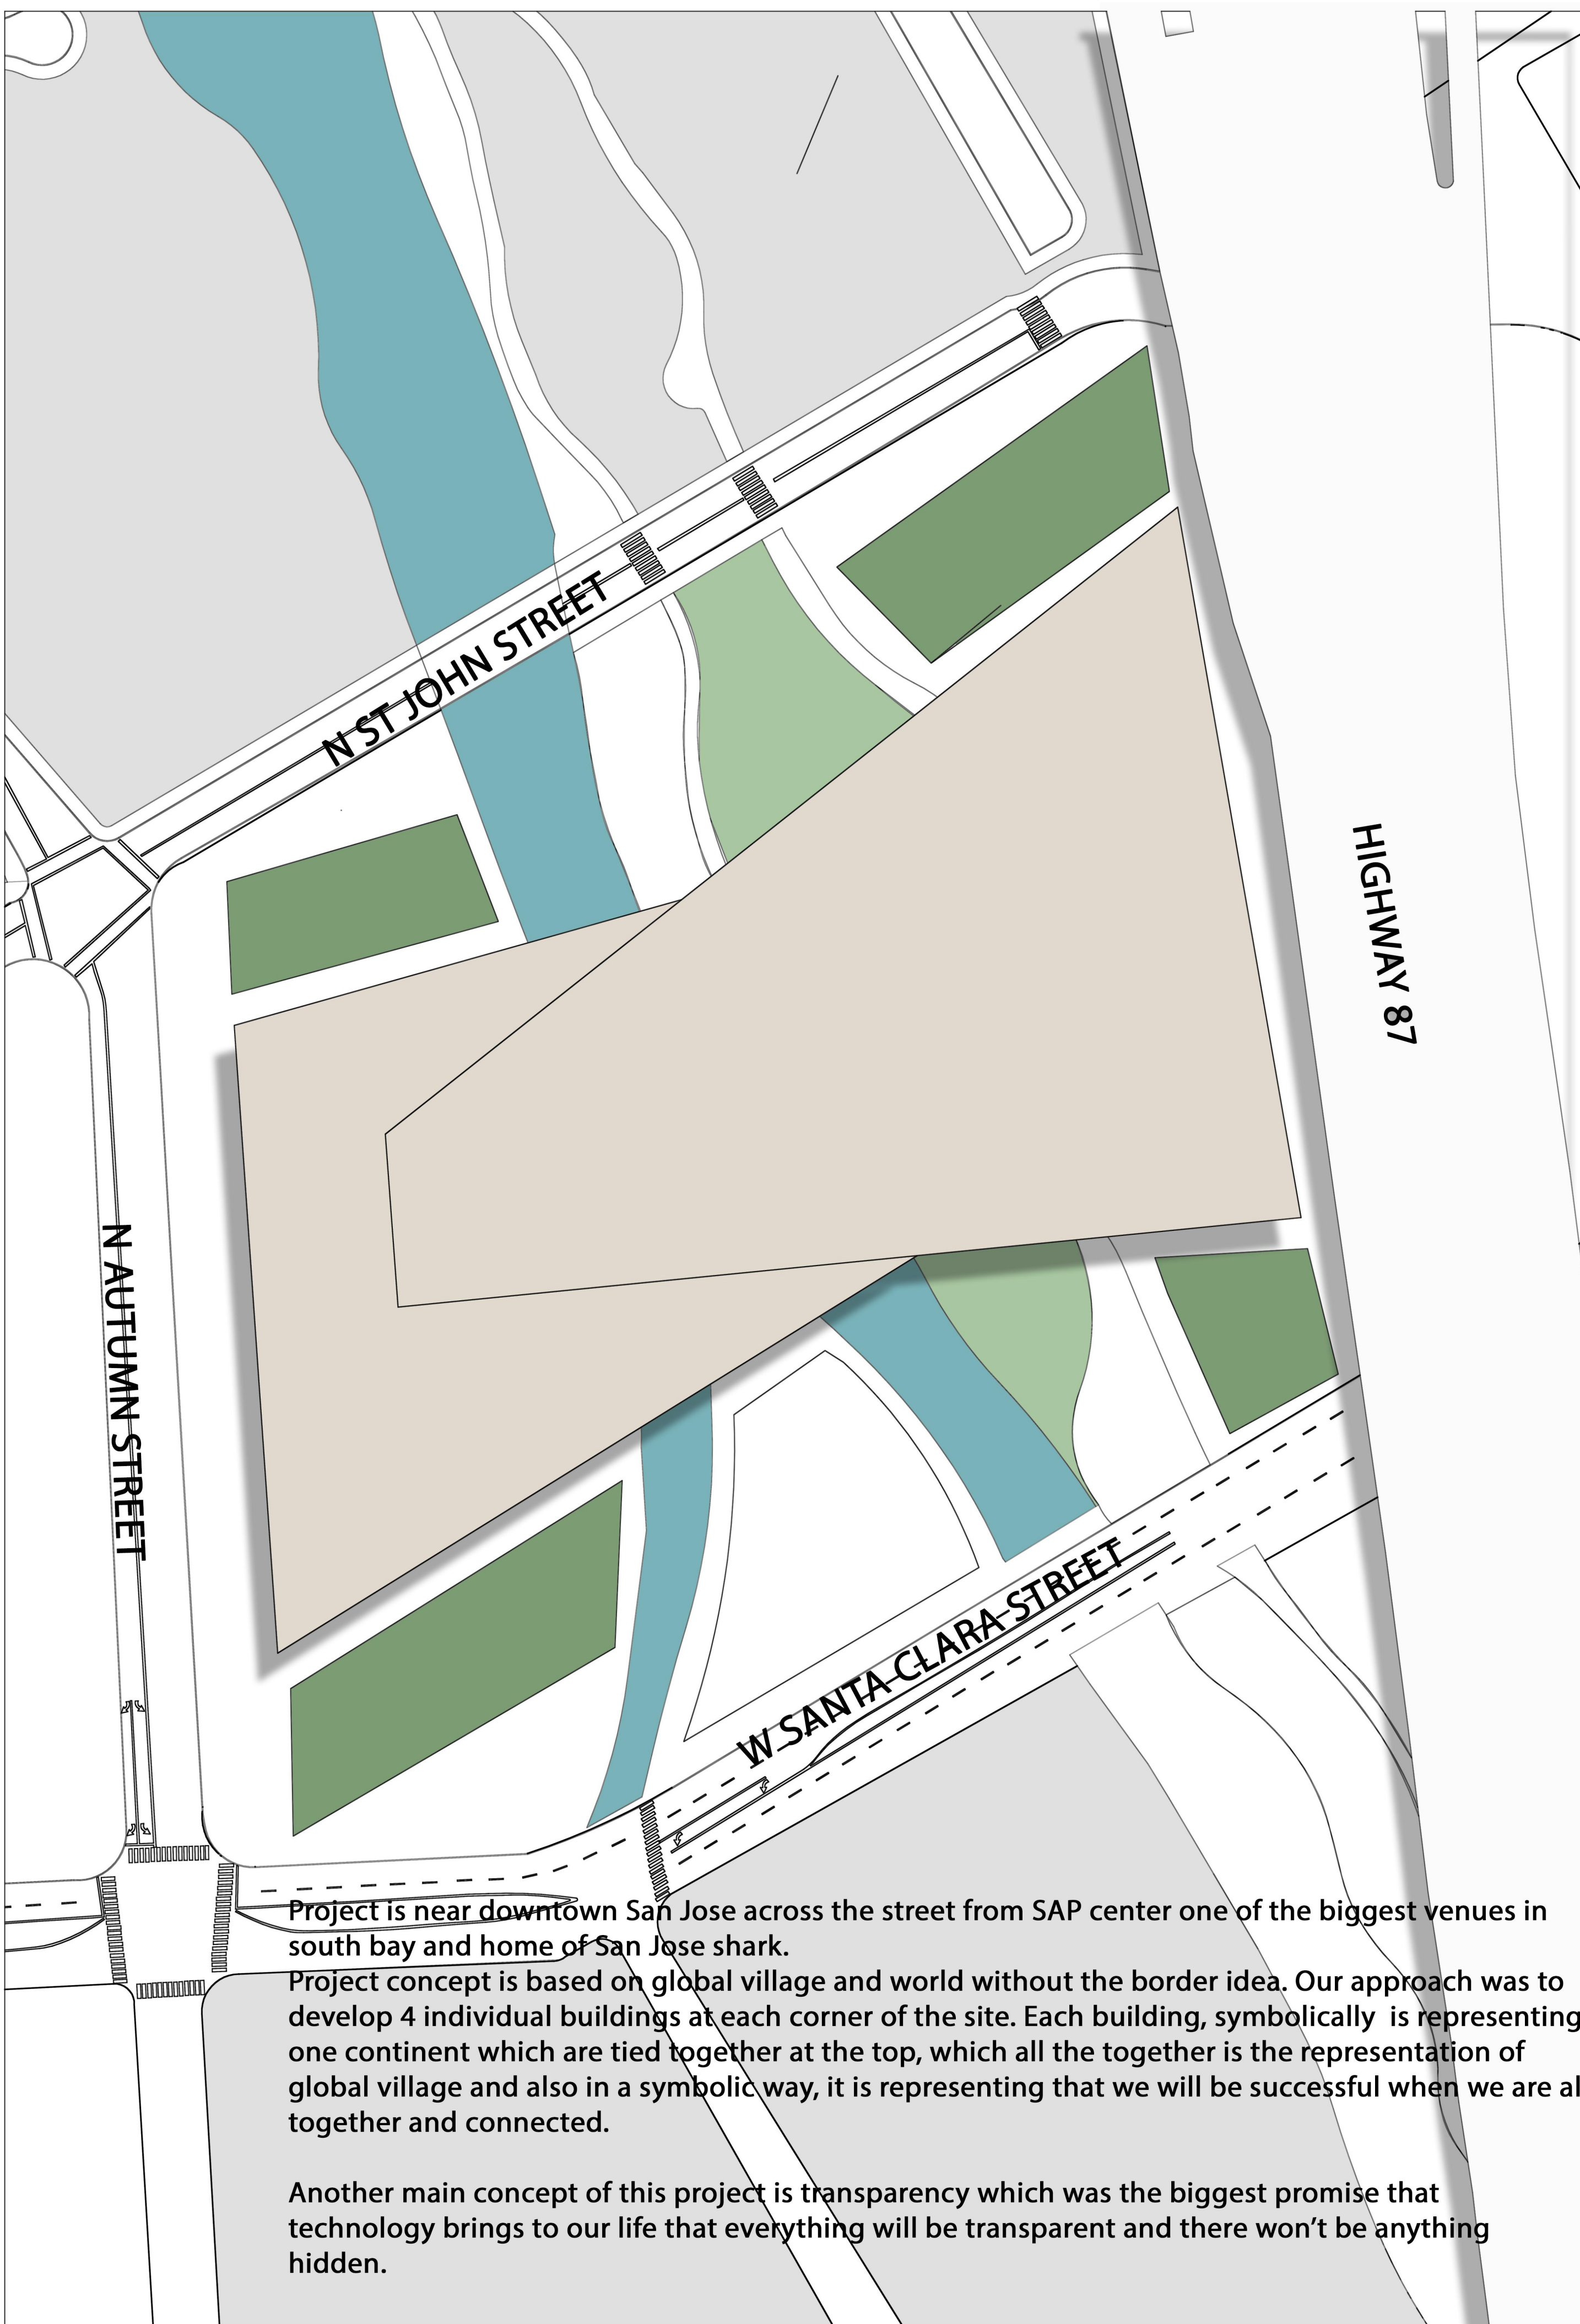 N ST JOHN STREET
HIGHWAY 87
N AUTUMN STREET
W SANTA CLARA STREET
Project is near downtown San Jose across the street from SAP center one of the biggest venues in
south bay and home of San Jose shark.
Project concept is based on global village and world without the border idea. Our approach was to
develop 4 individual buildings at each corner of the site. Each building, symbolically  is representing
one continent which are tied together at the top, which all the together is the representation of
global village and also in a symbolic way, it is representing that we will be successful when we are al
together and connected.
Another main concept of this project is transparency which was the biggest promise that
technology brings to our life that everything will be transparent and there won't be anything
hidden.